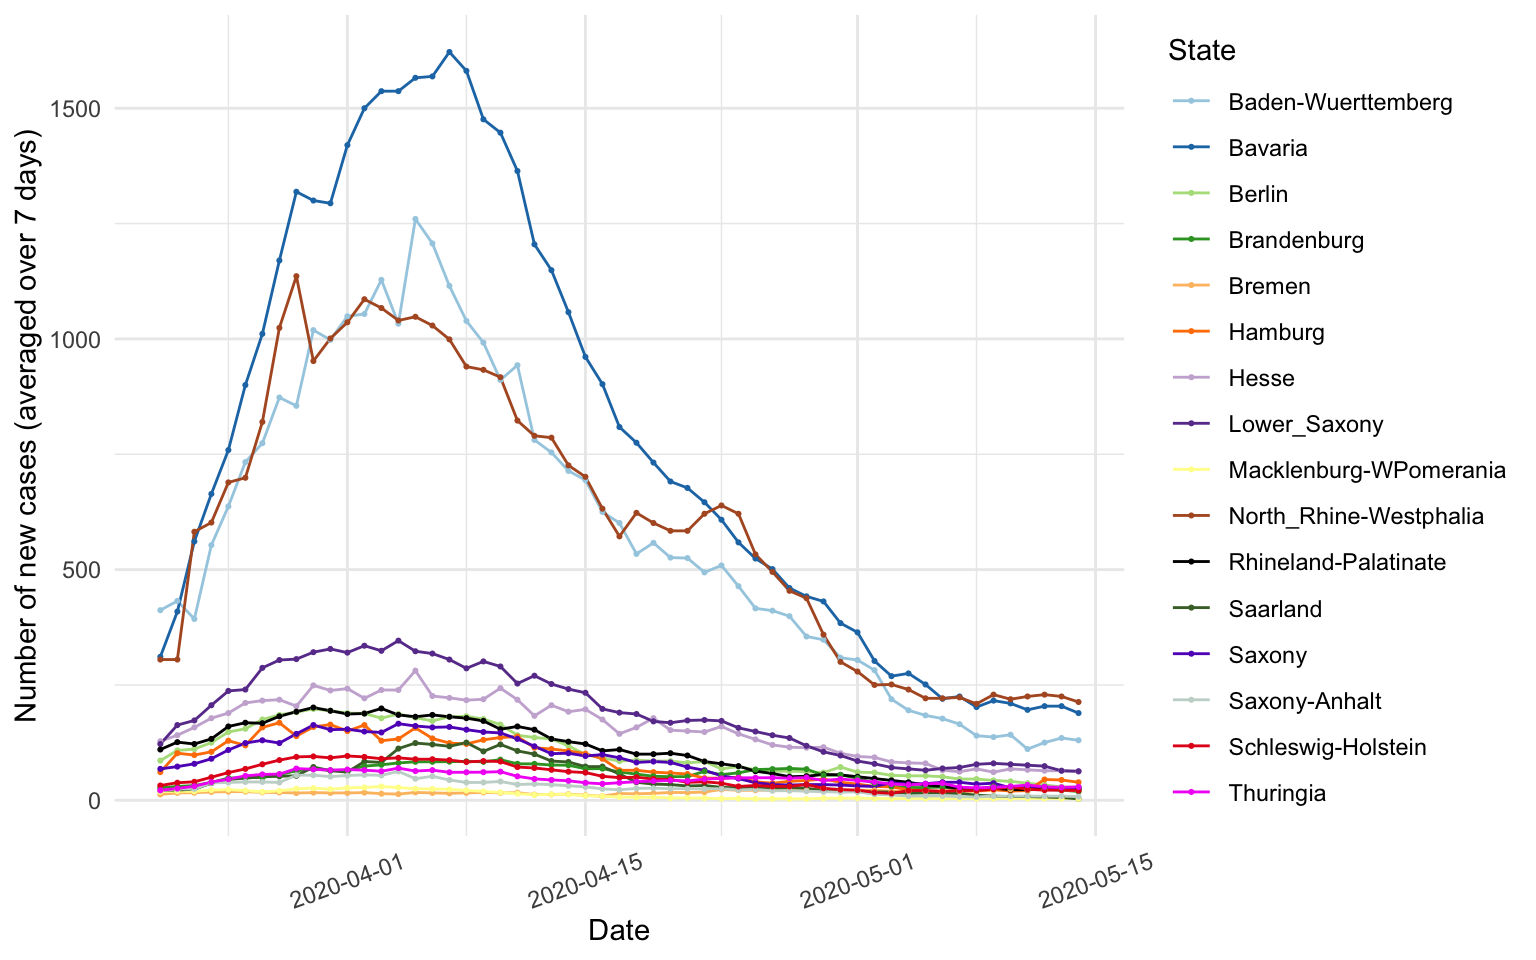 Number of new cases (averaged over 7 days)
1500
1000
500
0
2020-04-01
2020-04-15
2020-05-01
2020-05-15
Date
State
Baden-Wuerttemberg
Bavaria
Berlin
Brandenburg
Bremen
Hamburg
Hesse
Lower_Saxony
Macklenburg-WPomerania
North_Rhine-Westphalia
Rhineland-Palatinate
Saarland
Saxony
Saxony-Anhalt
Schleswig-Holstein
Thuringia